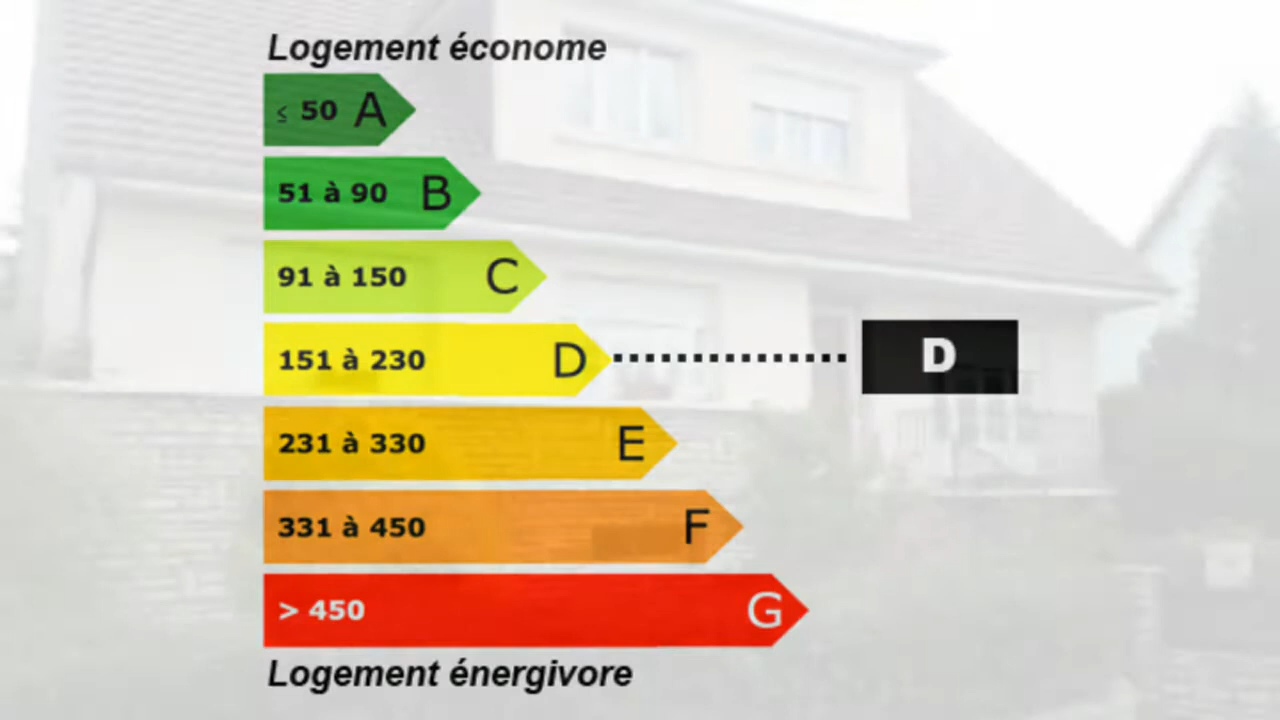 Logement économe
≤ 50 A
51 à 90 B
91 à 150 C
151 à 230 D
D
231 à 330 E
331 à 450 F
> 450 G
Logement énergivore